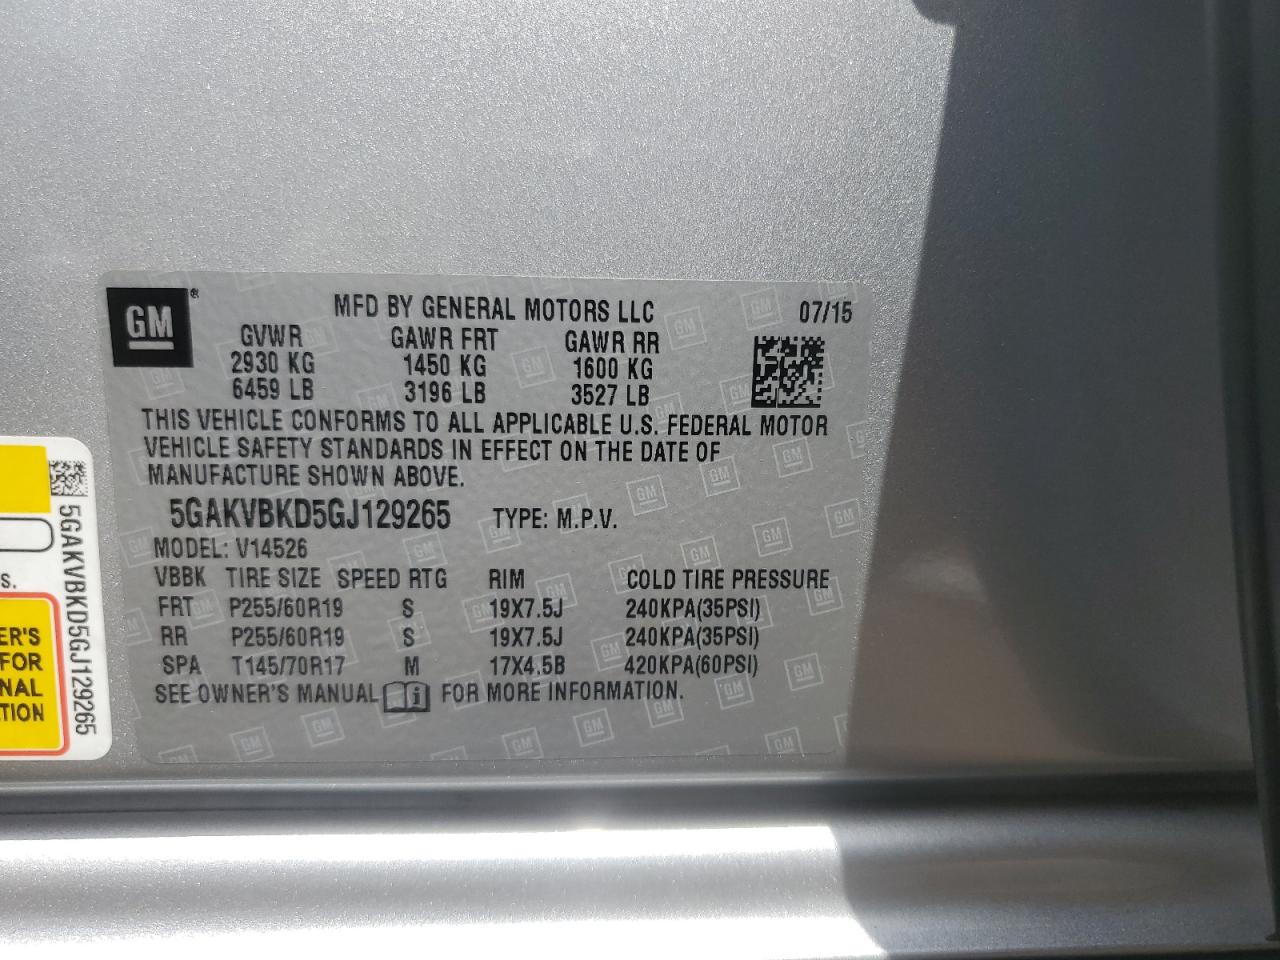 GM®
MFD BY GENERAL MOTORS LLC 07/15
GVWR GAWR FRT GAWR RR
2930 KG 1450 KG 1600 KG
6459 LB 3196 LB 3527 LB
THIS VEHICLE CONFORMS TO ALL APPLICABLE U.S. FEDERAL MOTOR
VEHICLE SAFETY STANDARDS IN EFFECT ON THE DATE OF
MANUFACTURE SHOWN ABOVE.
5GAKVBKD5GJ129265 TYPE: M.P.V.
MODEL: V14526
VBBK TIRE SIZE SPEED RTG RIM COLD TIRE PRESSURE
FRT P255/60R19 S 19X7.5J 240KPA(35PSI)
RR P255/60R19 S 19X7.5J 240KPA(35PSI)
SPA T145/70R17 M 17X4.5B 420KPA(60PSI)
SEE OWNER'S MANUAL i FOR MORE INFORMATION.
5GAKVBKD5GJ129265
S.
ER'S
FOR
NAL
TION